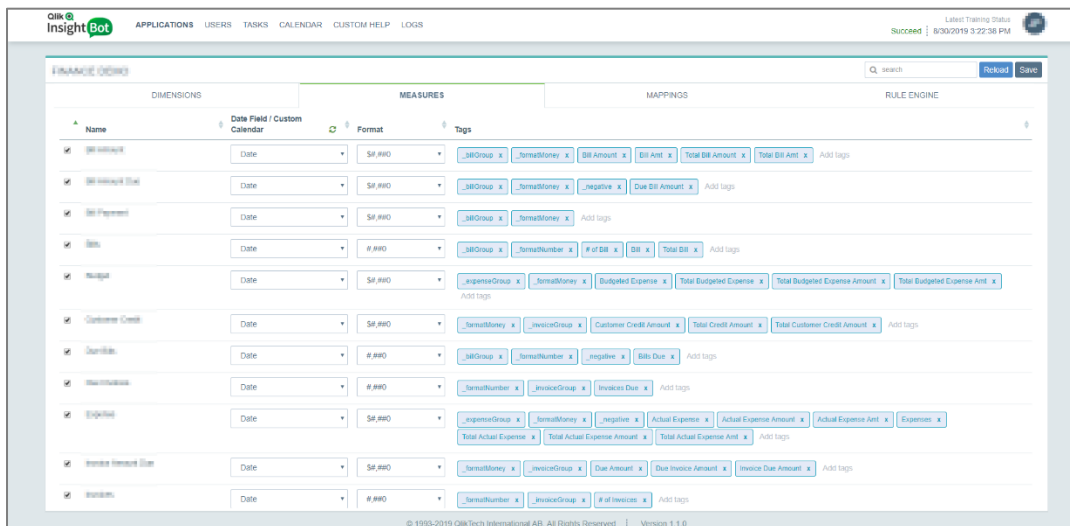 Qlik Q
Insight Bot
APPLICATIONS USERS TASKS CALENDAR CUSTOM HELP LOGS
Latest Training Status
Succeed 8/30/2019 3:22:38 PM
FINANCE DEMO
search
Reload Save
DIMENSIONS MEASURES MAPPINGS RULE ENGINE
Name Date Field / Custom Calendar Format Tags
Date $#,##0 _billGroup x _formatMoney x Bill Amount x Bill Amt x Total Bill Amount x Total Bill Amt x Add tags
Date $#,##0 _billGroup x _formatMoney x _negative x Due Bill Amount x Add tags
Bill Payment Date $#,##0 _billGroup x _formatMoney x Add tags
Date #,##0 _billGroup x _formatNumber x # of Bill x Bill x Total Bill x Add tags
Budget Date $#,##0 _expenseGroup x _formatMoney x Budgeted Expense x Total Budgeted Expense x Total Budgeted Expense Amount x Total Budgeted Expense Amt x
Add tags
Customer Credit Date $#,##0 _formatMoney x _invoiceGroup x Customer Credit Amount x Total Credit Amount x Total Customer Credit Amount x Add tags
Date #,##0 _billGroup x _formatNumber x _negative x Bills Due x Add tags
Date #,##0 _formatNumber x _invoiceGroup x Invoices Due x Add tags
Date $#,##0 _expenseGroup x _formatMoney x _negative x Actual Expense x Actual Expense Amount x Actual Expense Amt x Expenses x
Total Actual Expense x Total Actual Expense Amount x Total Actual Expense Amt x Add tags
Invoice Amount Due Date $#,##0 _formatMoney x _invoiceGroup x Due Amount x Due Invoice Amount x Invoice Due Amount x Add tags
Date #,##0 _formatNumber x _invoiceGroup x # of Invoices x Add tags
© 1993-2019 QlikTech International AB. All Rights Reserved | Version 1.1.0